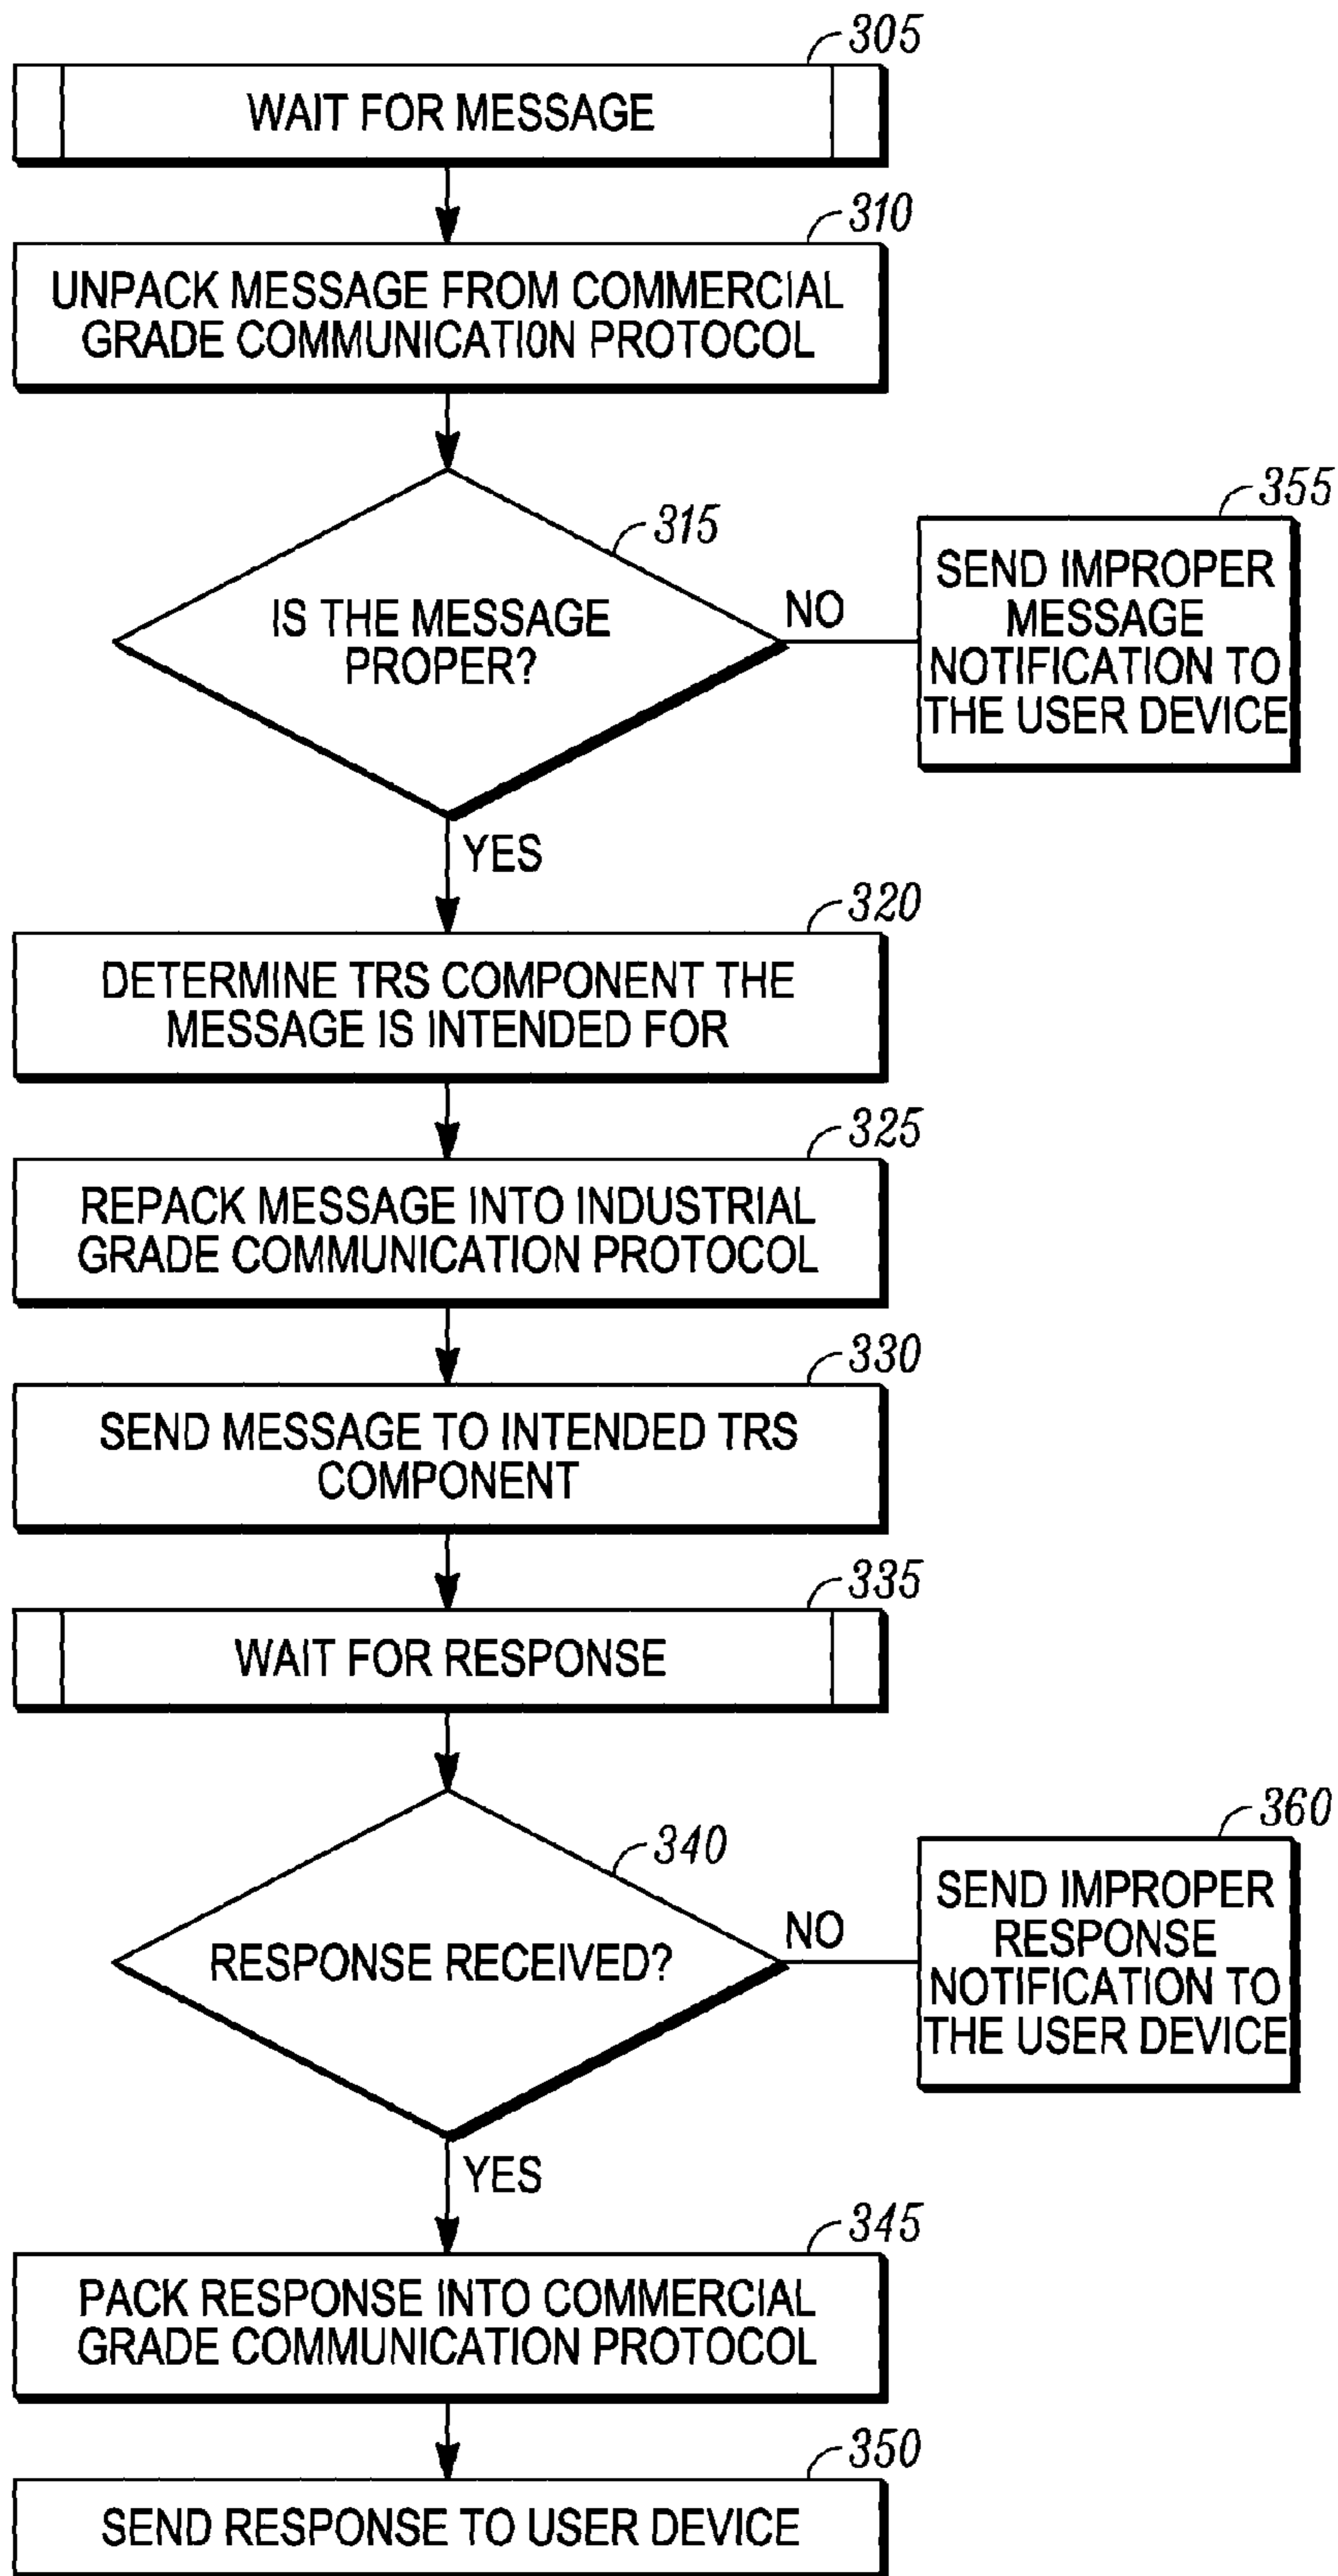 305
WAIT FOR MESSAGE
310
UNPACK MESSAGE FROM COMMERCIAL
GRADE COMMUNICATION PROTOCOL
315
IS THE MESSAGE
PROPER?
NO
355
SEND IMPROPER
MESSAGE
NOTIFICATION TO
THE USER DEVICE
YES
320
DETERMINE TRS COMPONENT THE
MESSAGE IS INTENDED FOR
325
REPACK MESSAGE INTO INDUSTRIAL
GRADE COMMUNICATION PROTOCOL
330
SEND MESSAGE TO INTENDED TRS
COMPONENT
335
WAIT FOR RESPONSE
340
RESPONSE RECEIVED?
NO
360
SEND IMPROPER
RESPONSE
NOTIFICATION TO
THE USER DEVICE
YES
345
PACK RESPONSE INTO COMMERCIAL
GRADE COMMUNICATION PROTOCOL
350
SEND RESPONSE TO USER DEVICE